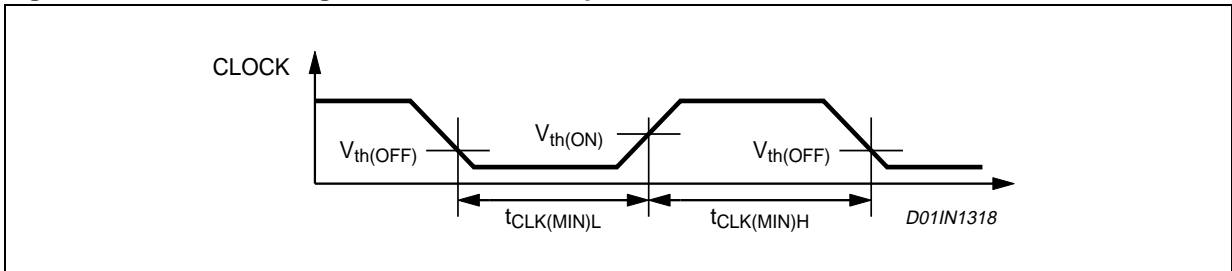 CLOCK
Vth(OFF)
Vth(ON)
Vth(OFF)
tCLK(MIN)L
tCLK(MIN)H
D01IN1318